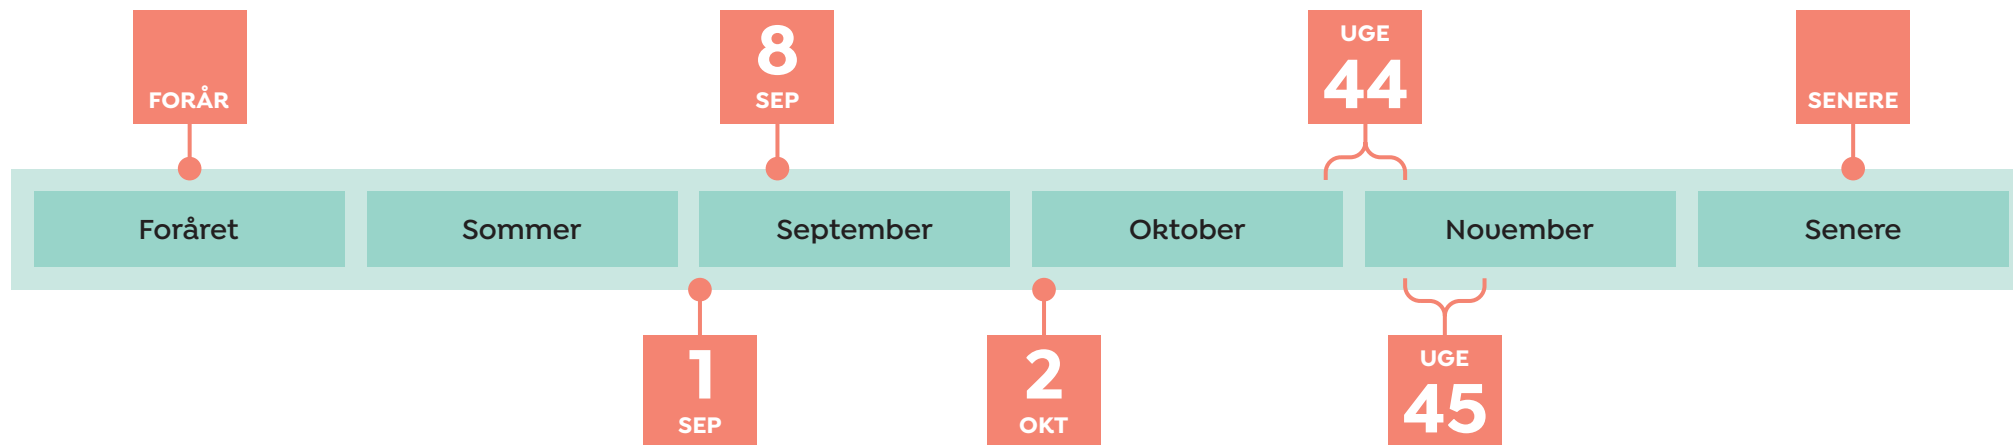 FORÅR
8
SEP
UGE
44
SENERE
Foråret
Sommer
September
Oktober
November
Senere
1
SEP
2
OKT
UGE
45